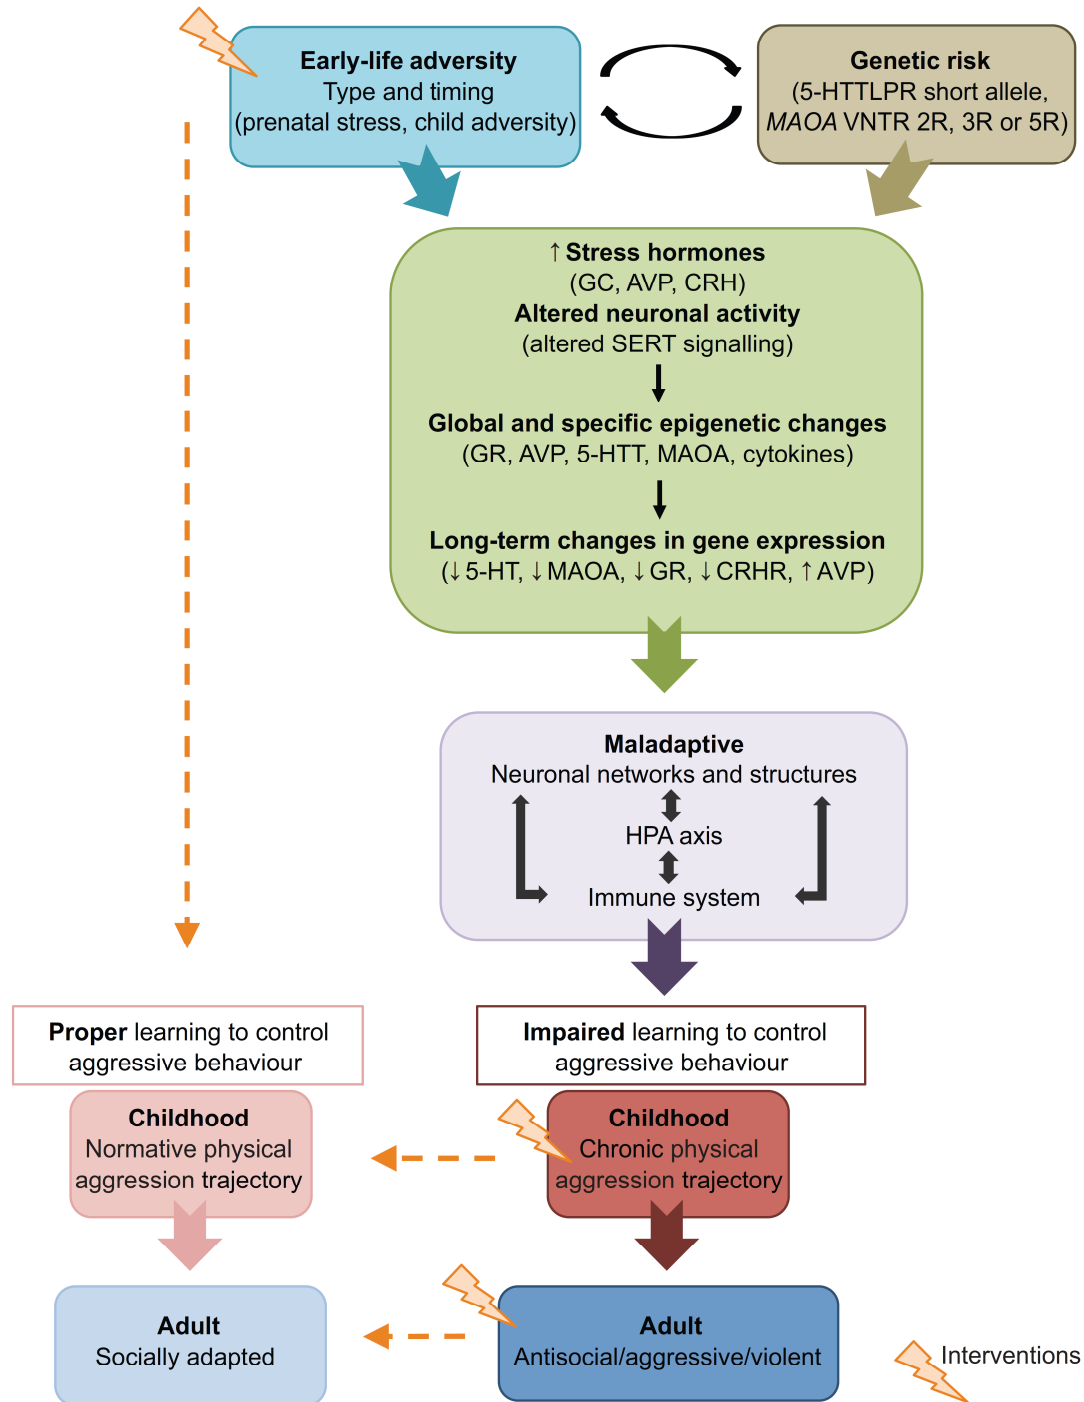 Early-life adversity
Type and timing
(prenatal stress, child adversity)
Genetic risk
(5-HTTLPR short allele,
MAOA VNTR 2R, 3R or 5R)
↑ Stress hormones
(GC, AVP, CRH)
Altered neuronal activity
(altered SERT signalling)
Global and specific epigenetic changes
(GR, AVP, 5-HTT, MAOA, cytokines)
Long-term changes in gene expression
(↓ 5-HT, ↓ MAOA, ↓ GR, ↓ CRHR, ↑ AVP)
Maladaptive
Neuronal networks and structures
HPA axis
Immune system
Proper learning to control
aggressive behaviour
Impaired learning to control
aggressive behaviour
Childhood
Normative physical
aggression trajectory
Childhood
Chronic physical
aggression trajectory
Adult
Socially adapted
Adult
Antisocial/aggressive/violent
Interventions